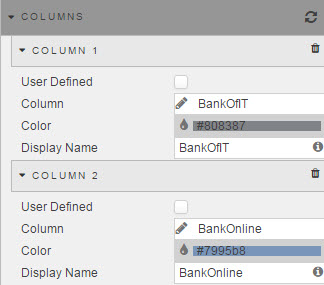 COLUMNS
COLUMN 1
User Defined
Column BankOfIT
Color #808387
Display Name BankOfIT
COLUMN 2
User Defined
Column BankOnline
Color #7995b8
Display Name BankOnline